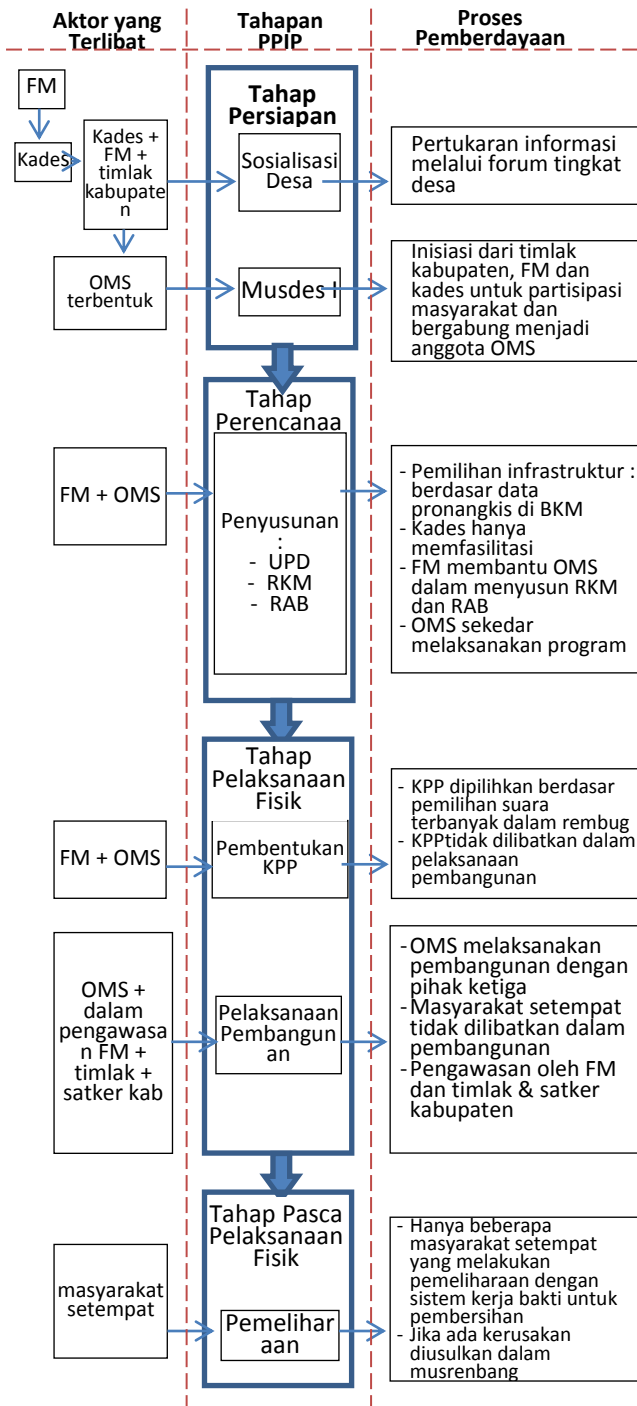 Aktor yang
Terlibat
Tahapan
PPIP
Proses
Pemberdayaan
FM
Kades
Kades +
FM +
timlak
kabupate
n
Tahap
Persiapan
Sosialisasi
Desa
Pertukaran informasi
melalui forum tingkat
desa
OMS
terbentuk
Musdes I
Inisiasi dari timlak
kabupaten, FM dan
kades untuk partisipasi
masyarakat dan
bergabung menjadi
anggota OMS
Tahap
Perencanaa
FM + OMS
Penyusunan
:
- UPD
- RKM
- RAB
- Pemilihan infrastruktur :
berdasar data
pronangkis di BKM
- Kades hanya
memfasilitasi
- FM membantu OMS
dalam menyusun RKM
dan RAB
- OMS sekedar
melaksanakan program
Tahap
Pelaksanaan
Fisik
FM + OMS
Pembentukan
KPP
- KPP dipilihkan berdasar
pemilihan suara
terbanyak dalam rembug
- KPPtidak dilibatkan dalam
pelaksanaan
pembangunan
OMS +
dalam
pengawasa
n FM +
timlak +
satker kab
Pelaksanaan
Pembangun
an
-OMS melaksanakan
pembangunan dengan
pihak ketiga
-Masyarakat setempat
tidak dilibatkan dalam
pembangunan
-Pengawasan oleh FM
dan timlak & satker
kabupaten
Tahap Pasca
Pelaksanaan
Fisik
masyarakat
setempat
Pemelihar
aan
- Hanya beberapa
masyarakat setempat
yang melakukan
pemeliharaan dengan
sistem kerja bakti untuk
pembersihan
- Jika ada kerusakan
diusulkan dalam
musrenbang